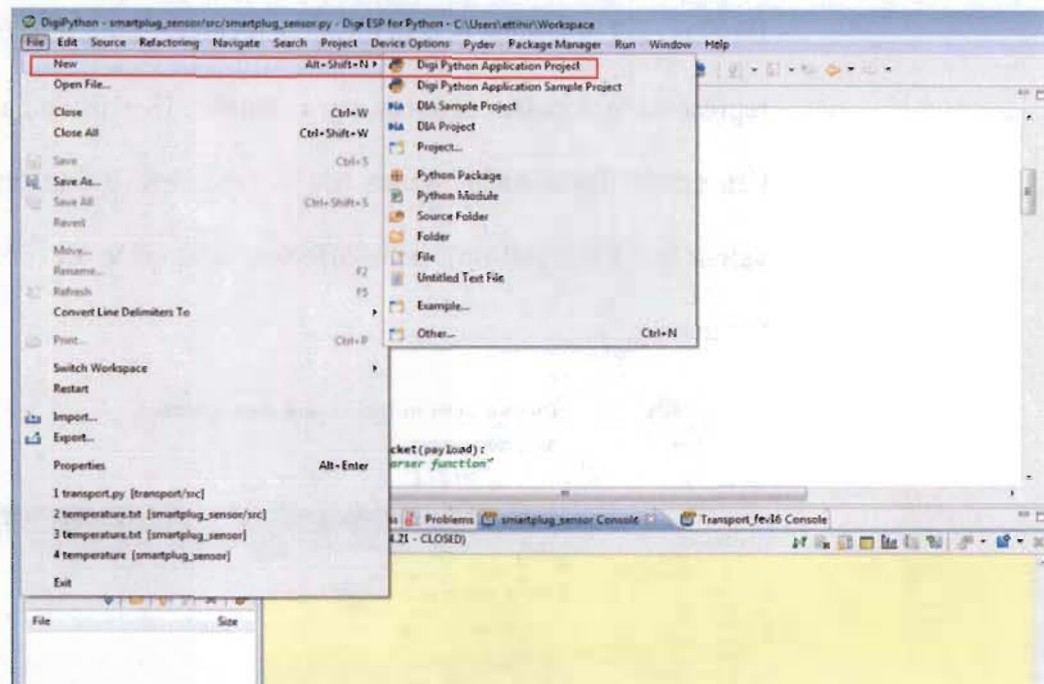 DigiPython - smartplug_sensor/src/smartplug_sensor.py - Digi ESP for Python - C:\Users\ettihir\Workspace
File Edit Source Refactoring Navigate Search Project Device Options Pydev Package Manager Run Window Help
New Alt+Shift+N
Open File...
Close Ctrl+W
Close All Ctrl+Shift+W
Save Ctrl+S
Save As...
Save All Ctrl+Shift+S
Revert
Move...
Rename... F2
Refresh F5
Convert Line Delimiters To
Print... Ctrl+P
Switch Workspace
Restart
Import...
Export...
Properties Alt+Enter
1 transport.py [transport/src]
2 temperature.txt [smartplug_sensor/src]
3 temperature.txt [smartplug_sensor]
4 temperature [smartplug_sensor]
Exit
Digi Python Application Project
Digi Python Application Sample Project
DIA DIA Sample Project
DIA DIA Project
Project...
Python Package
Python Module
Source Folder
Folder
File
Untitled Text File
Example...
Other... Ctrl+N
cket(payload):
arser function"
Problems smartplug_sensor Console Transport_fev16 Console
4.21 - CLOSED)
File Size